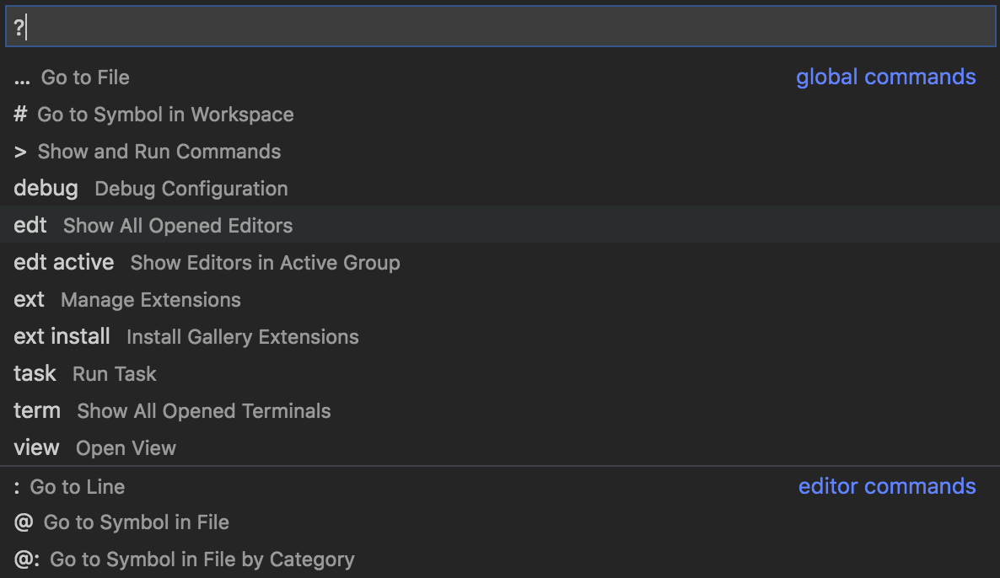 ?
... Go to File global commands
# Go to Symbol in Workspace
> Show and Run Commands
debug Debug Configuration
edt Show All Opened Editors
edt active Show Editors in Active Group
ext Manage Extensions
ext install Install Gallery Extensions
task Run Task
term Show All Opened Terminals
view Open View
: Go to Line editor commands
@ Go to Symbol in File
@: Go to Symbol in File by Category